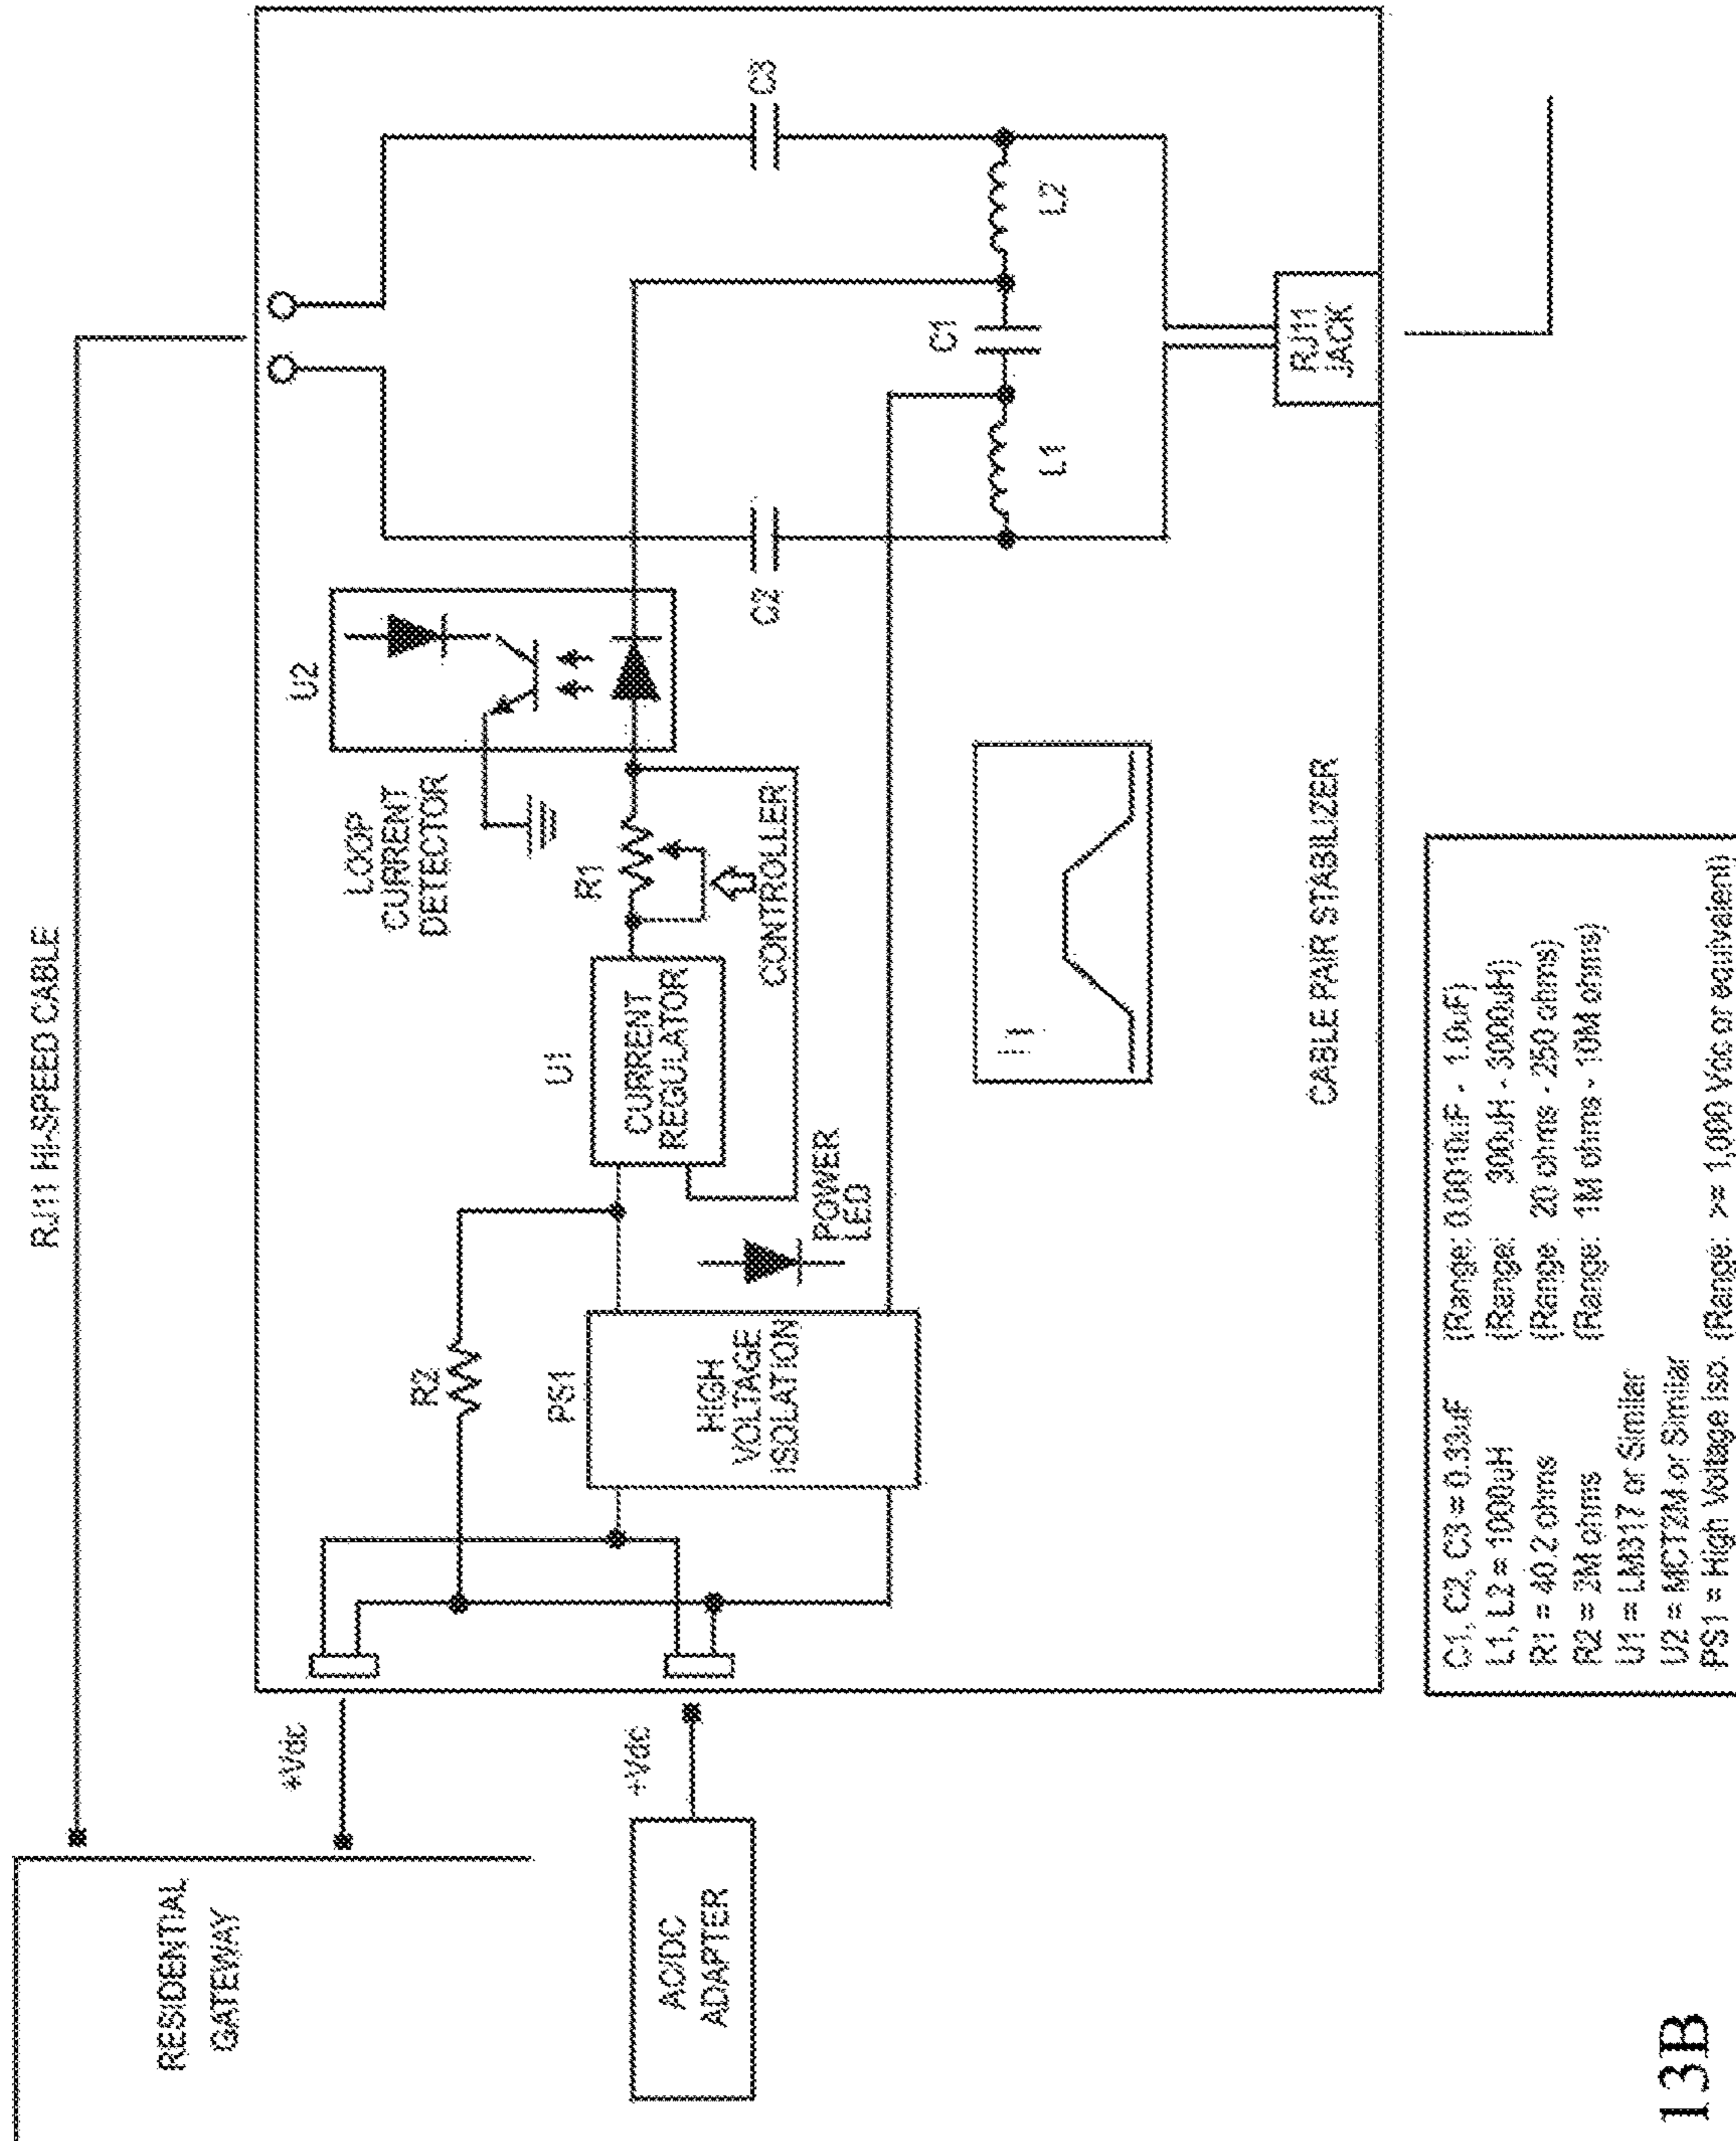 RJ11 HI-SPEED CABLE
RESIDENTIAL
GATEWAY
+Vdc
AC/DC
ADAPTER
+Vdc
R2
PS1
HIGH
VOLTAGE
ISOLATION
POWER
LED
U1
CURRENT
REGULATOR
R1
CONTROLLER
LOOP
CURRENT
DETECTOR
U2
C2
C3
L1
C1
L2
RJ11
JACK
CABLE PAIR STABILIZER
C1, C2, C3 = 0.33uF (Range: 0.0010uF - 1.0uF)
L1, L2 = 1000uH (Range: 300uH - 3000uH)
R1 = 40.2 ohms (Range: 20 ohms - 250 ohms)
R2 = 2M ohms (Range: 1M ohms - 10M ohms)
U1 = LM317 or Similar
U2 = MCT2M or Similar
PS1 = High Voltage Iso. (Range: >= 1,000 Vdc or equivalent)
13B